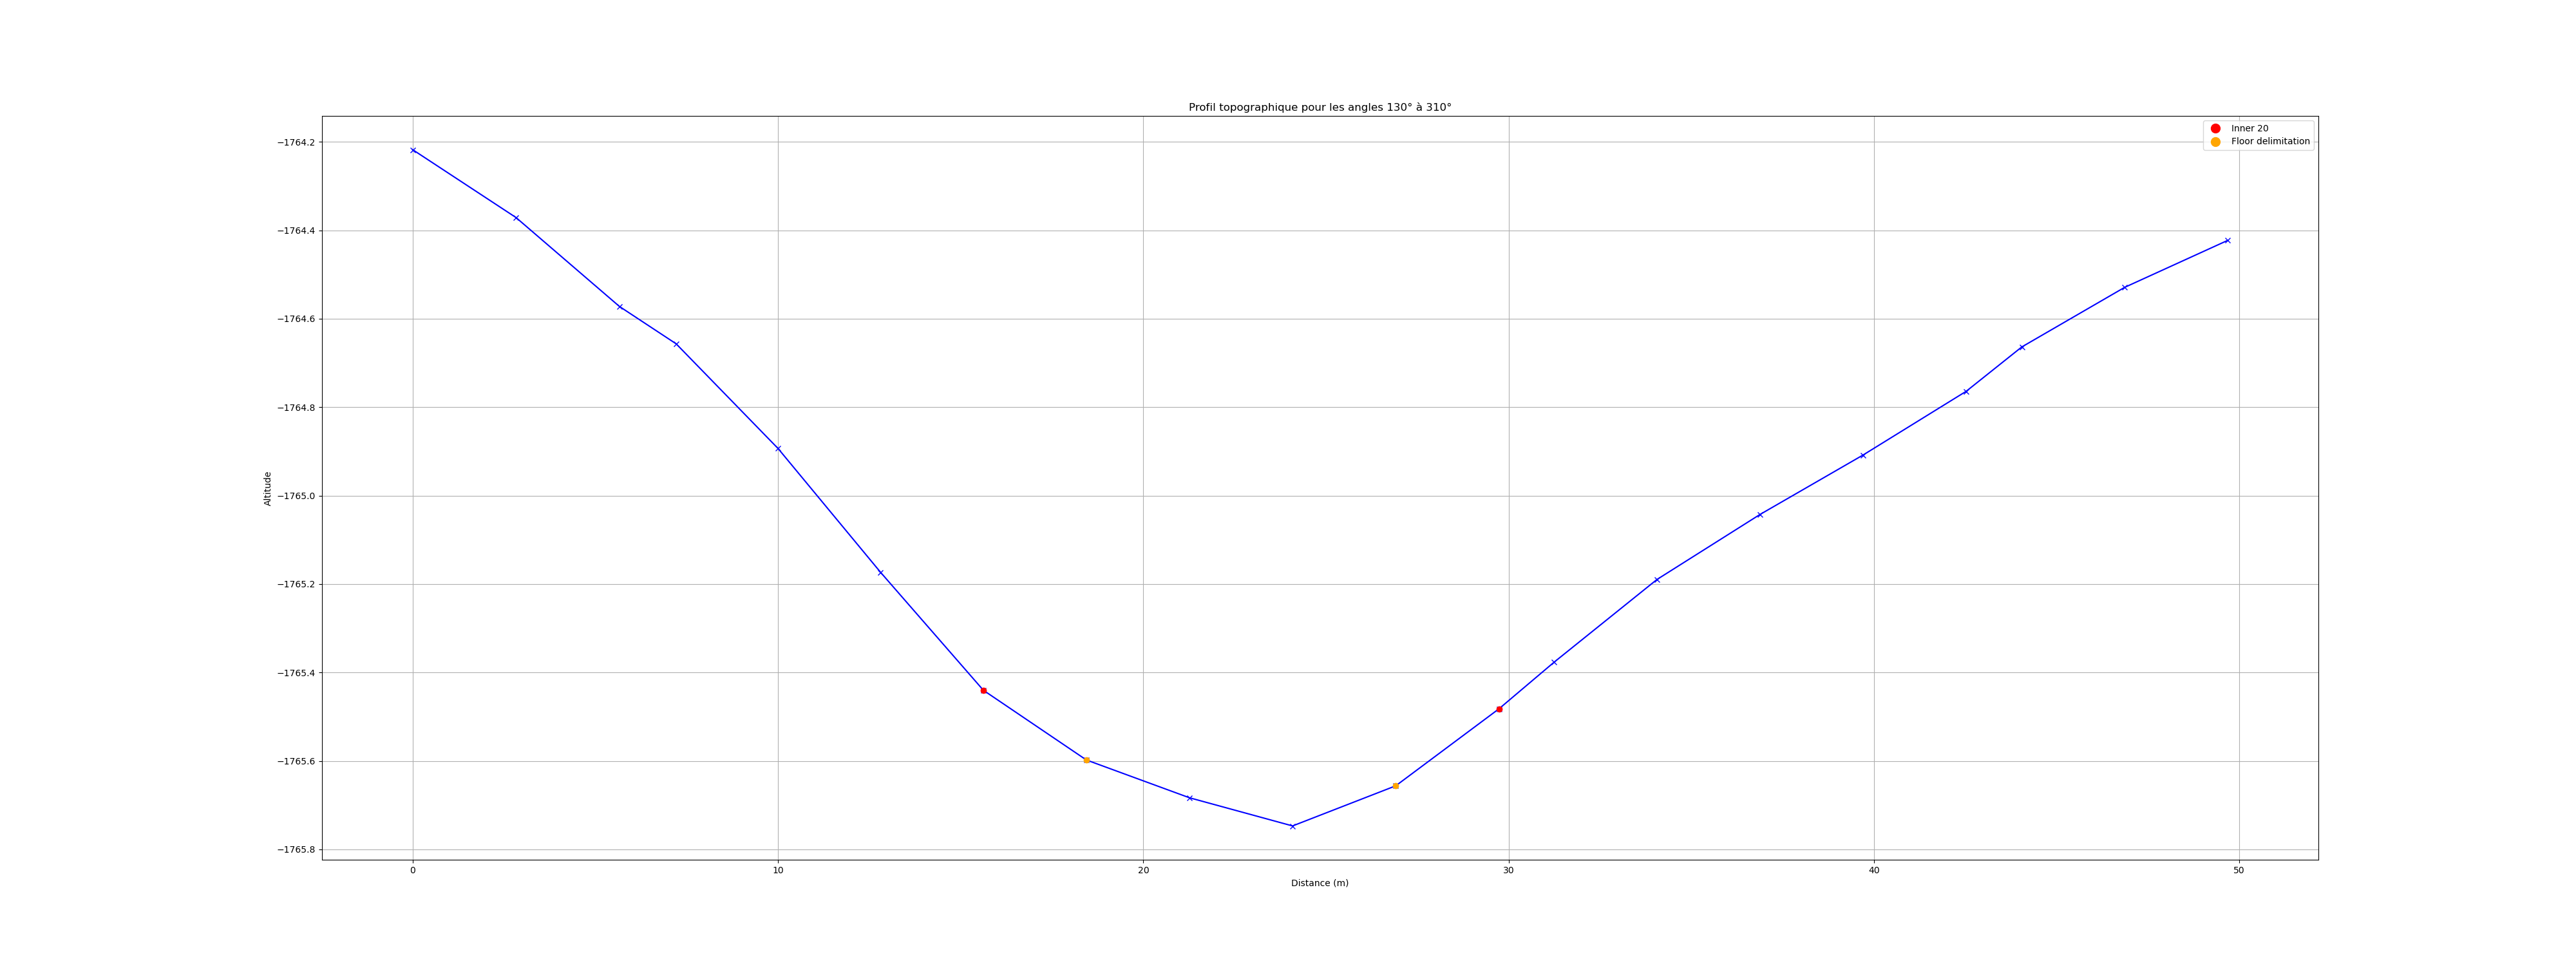 Profil topographique pour les angles 130° à 310°
Inner 20
Floor delimitation
−1764.2
−1764.4
−1764.6
−1764.8
−1765.0
−1765.2
−1765.4
−1765.6
−1765.8
Altitude
0 10 20 30 40 50
Distance (m)